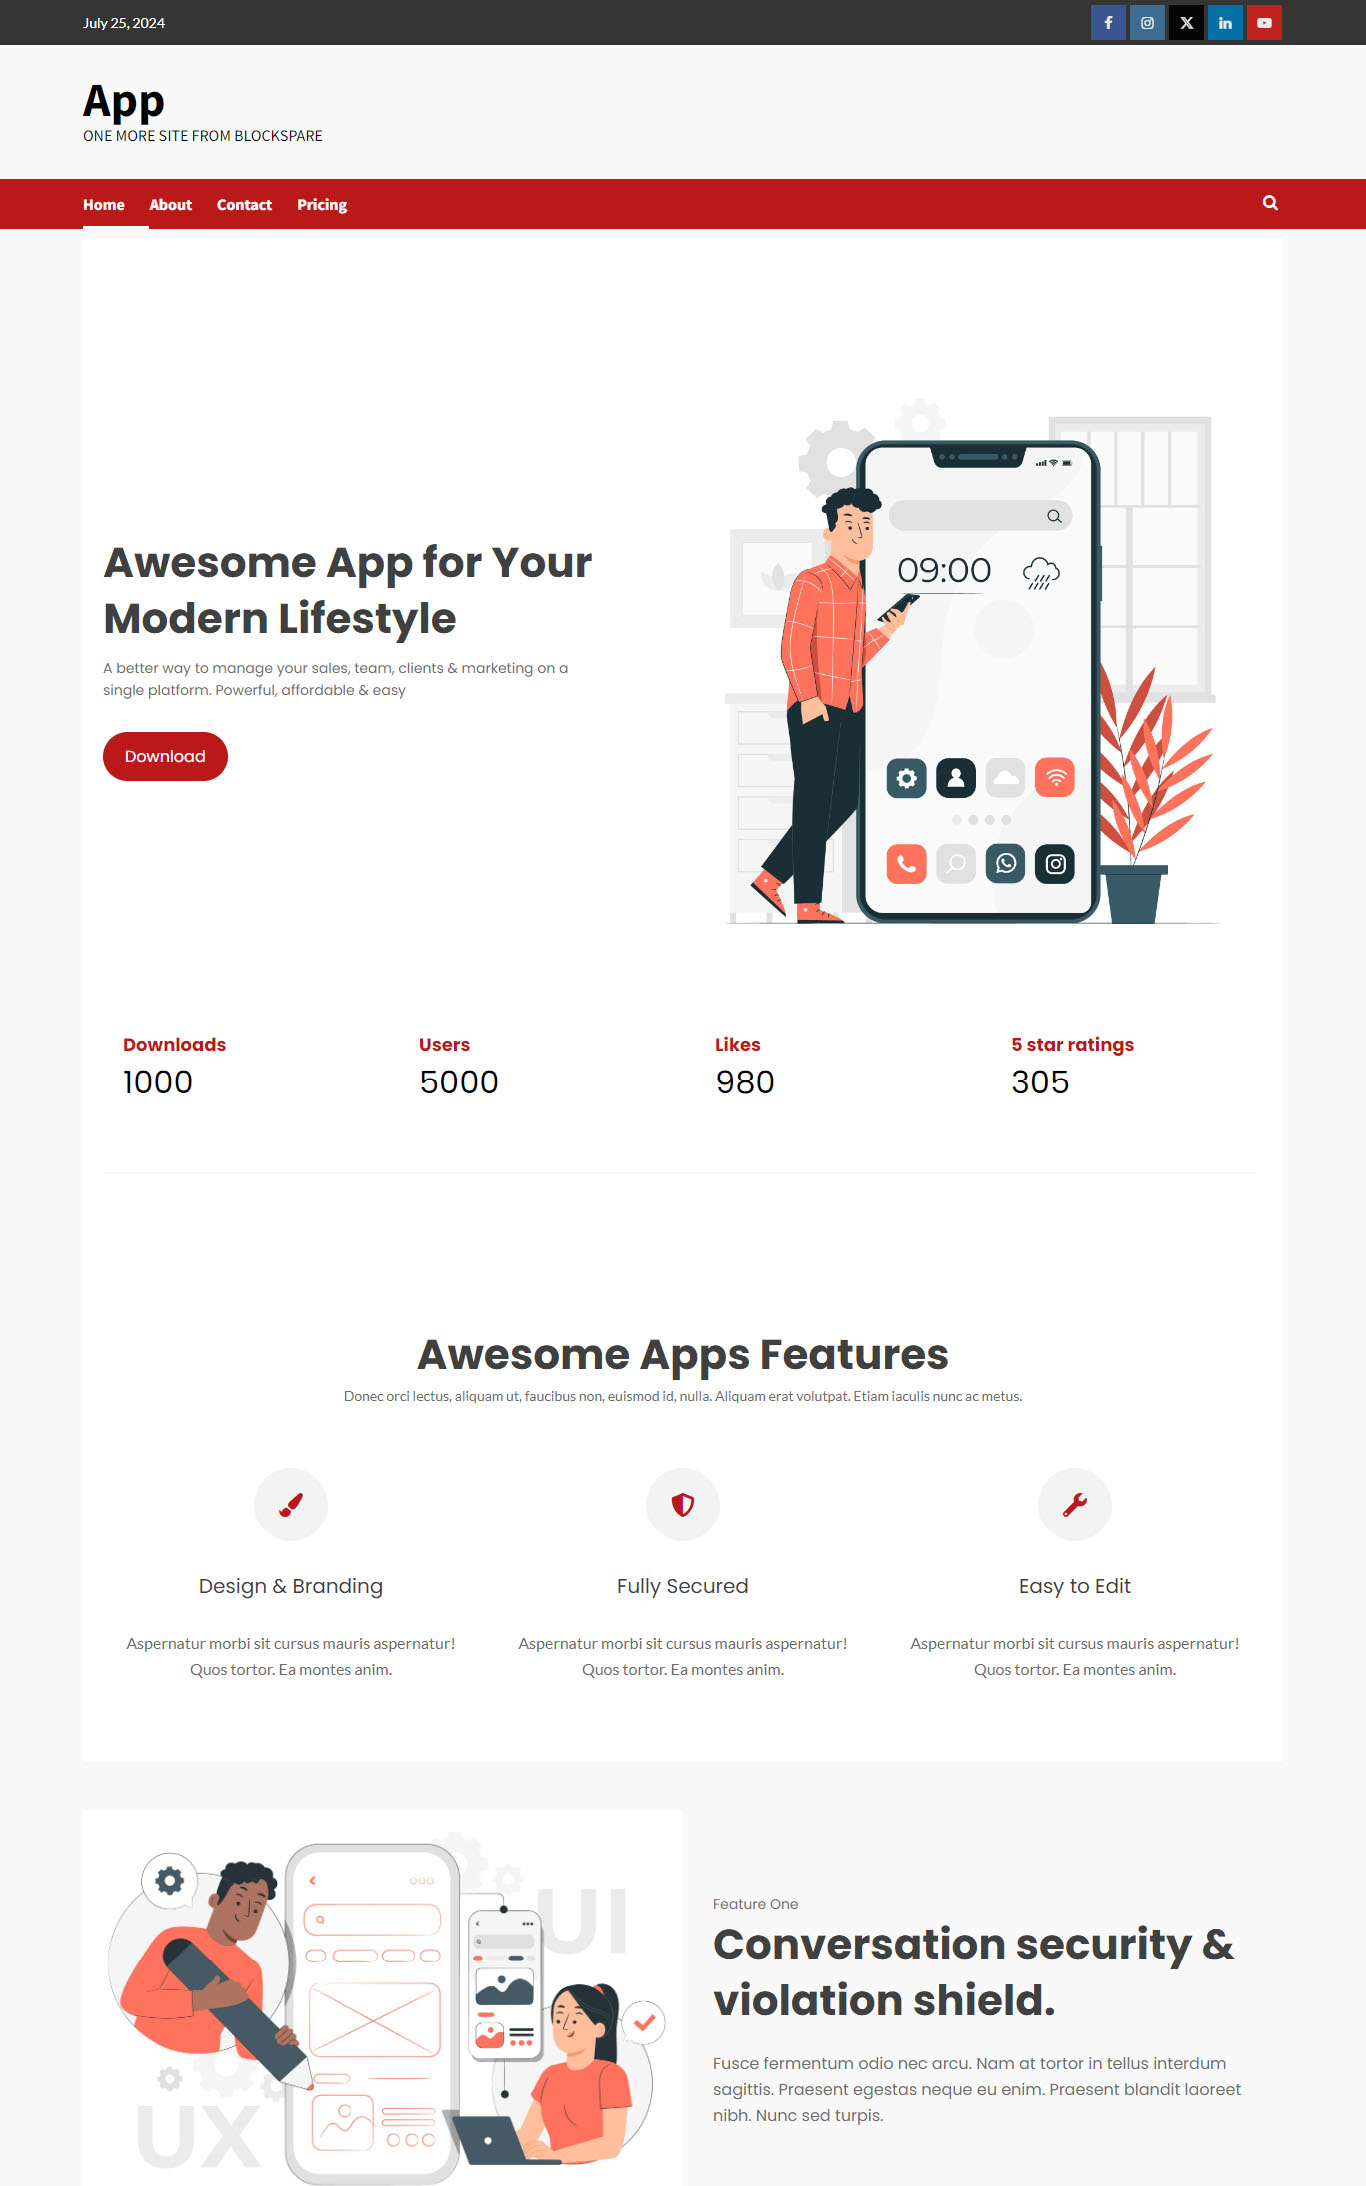 July 25, 2024
App
ONE MORE SITE FROM BLOCKSPARE
Home About Contact Pricing
09:00
Awesome App for Your
Modern Lifestyle
A better way to manage your sales, team, clients & marketing on a
single platform. Powerful, affordable & easy
Download
Downloads
1000
Users
5000
Likes
980
5 star ratings
305
Awesome Apps Features
Donec orci lectus, aliquam ut, faucibus non, euismod id, nulla. Aliquam erat volutpat. Etiam iaculis nunc ac metus.
Design & Branding
Aspernatur morbi sit cursus mauris aspernatur!
Quos tortor. Ea montes anim.
Fully Secured
Aspernatur morbi sit cursus mauris aspernatur!
Quos tortor. Ea montes anim.
Easy to Edit
Aspernatur morbi sit cursus mauris aspernatur!
Quos tortor. Ea montes anim.
UI
UX
Feature One
Conversation security &
violation shield.
Fusce fermentum odio nec arcu. Nam at tortor in tellus interdum
sagittis. Praesent egestas neque eu enim. Praesent blandit laoreet
nibh. Nunc sed turpis.